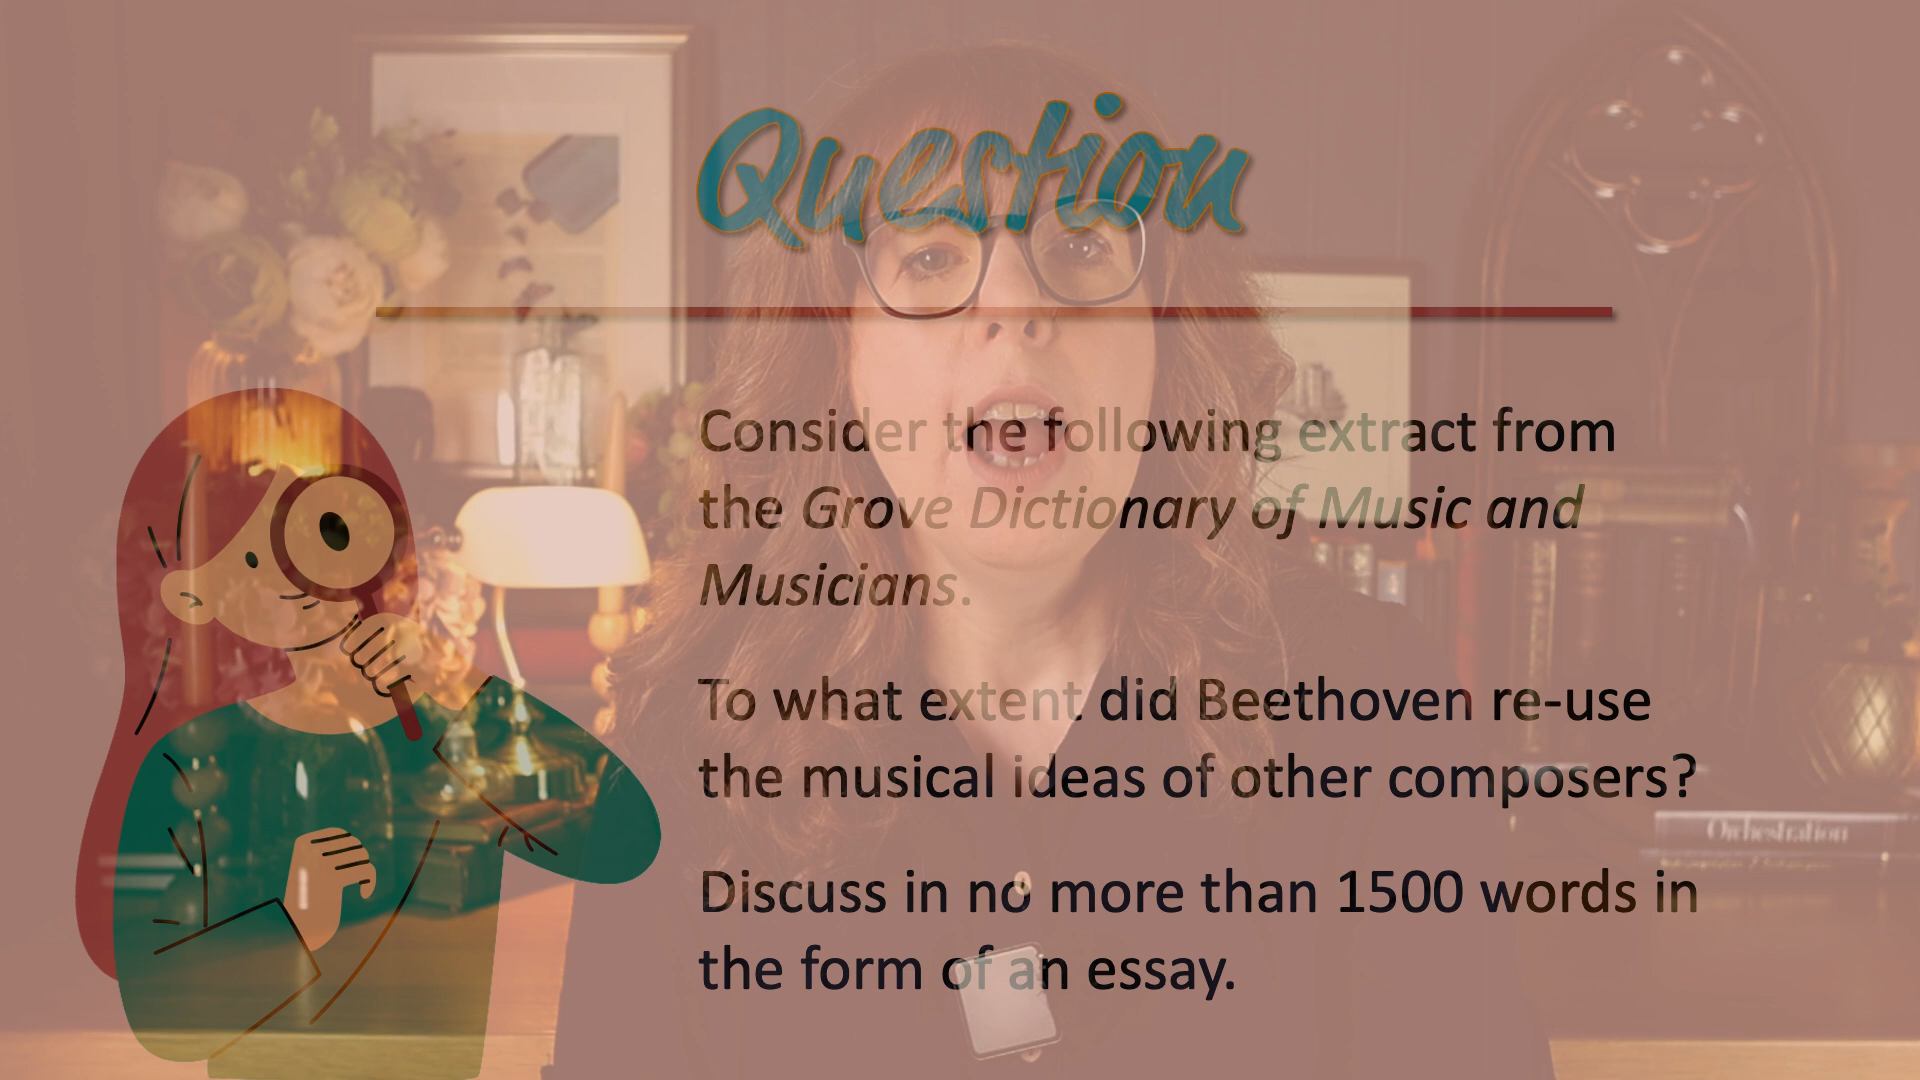 Question
Consider the following extract from
the Grove Dictionary of Music and
Musicians.
To what extent did Beethoven re-use
the musical ideas of other composers?
Discuss in no more than 1500 words in
the form of an essay.
Orchestration